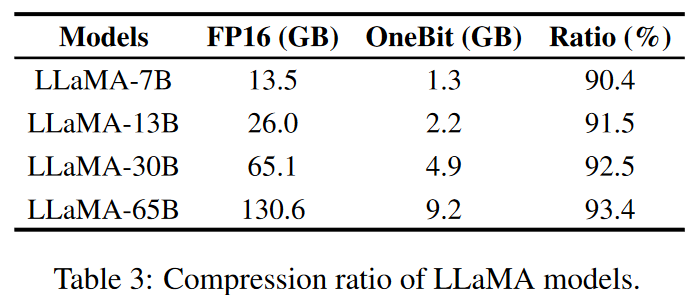 Models FP16 (GB) OneBit (GB) Ratio (%)
LLaMA-7B 13.5 1.3 90.4
LLaMA-13B 26.0 2.2 91.5
LLaMA-30B 65.1 4.9 92.5
LLaMA-65B 130.6 9.2 93.4
Table 3: Compression ratio of LLaMA models.